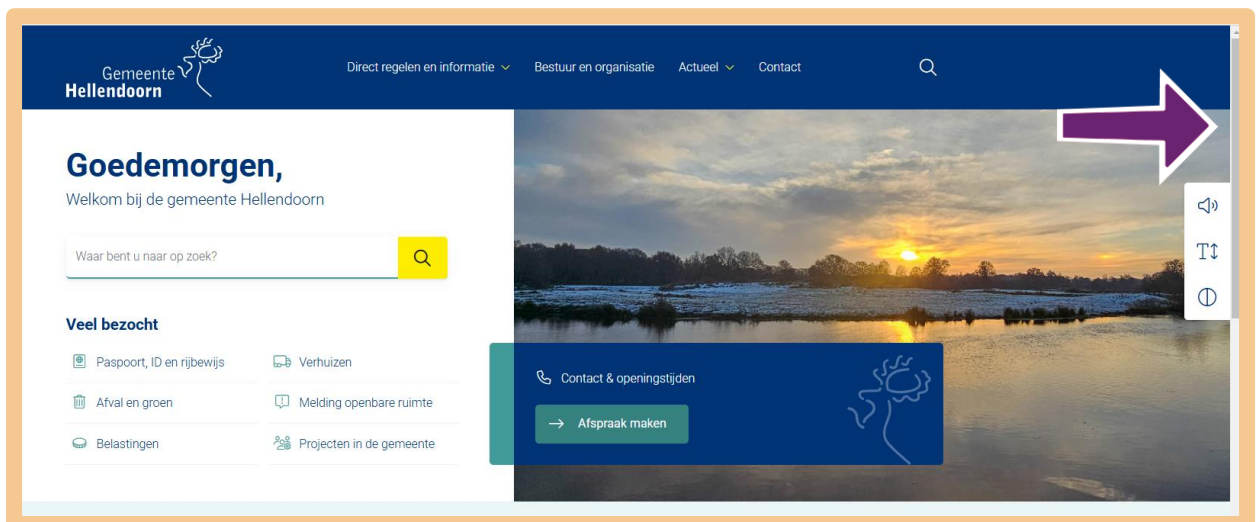 Gemeente
Hellendoorn
Direct regelen en informatie
Bestuur en organisatie
Actueel
Contact
Goedemorgen,
Welkom bij de gemeente Hellendoorn
Waar bent u naar op zoek?
Veel bezocht
Paspoort, ID en rijbewijs
Verhuizen
Afval en groen
Melding openbare ruimte
Belastingen
Projecten in de gemeente
Contact & openingstijden
Afspraak maken
T